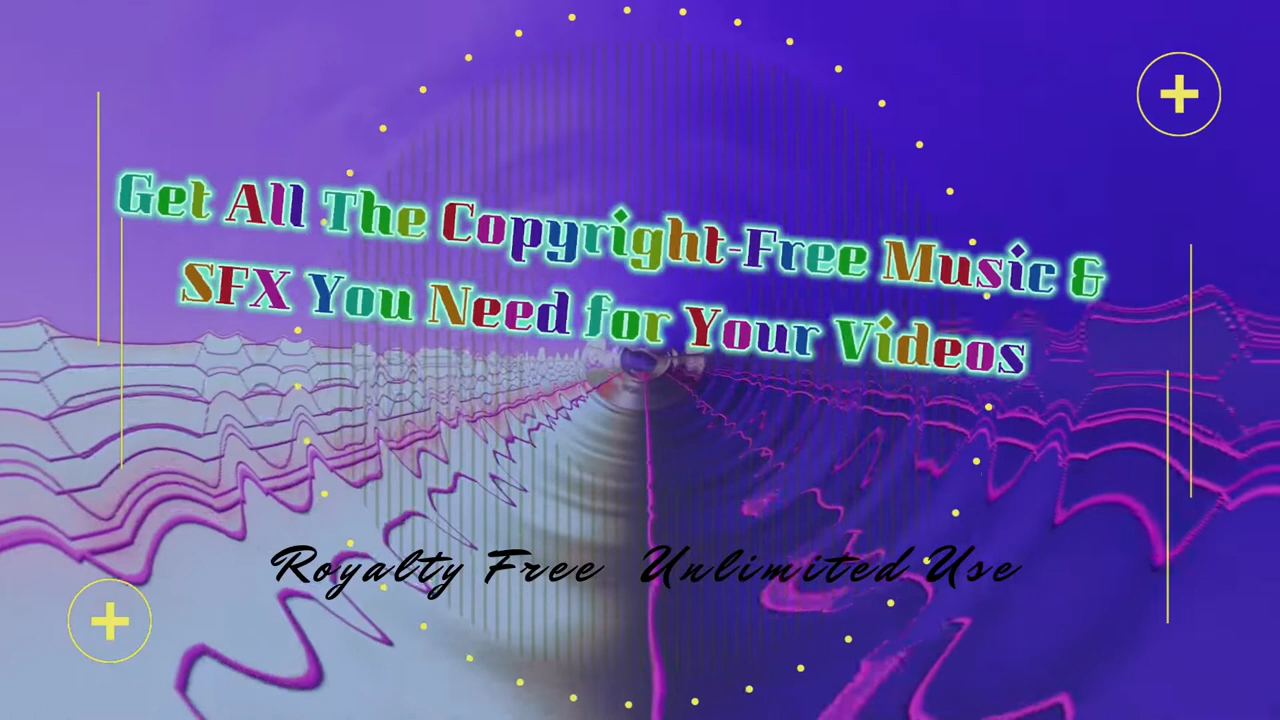 Get All The Copyright-Free Music &
SFX You Need for Your Videos
Royalty Free Unlimited Use